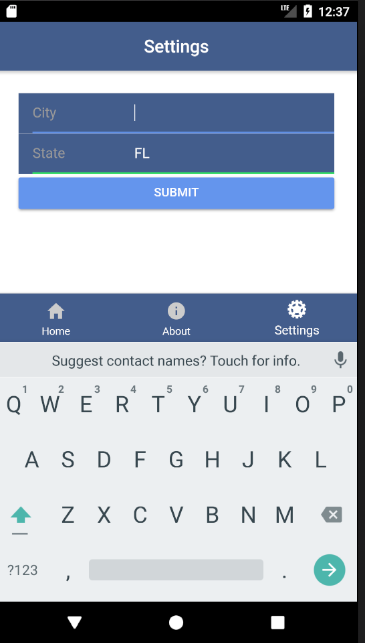 LTE 12:37
Settings
City
State FL
SUBMIT
Home About Settings
Suggest contact names? Touch for info.
1 2 3 4 5 6 7 8 9 0
Q W E R T Y U I O P
A S D F G H J K L
Z X C V B N M
?123 , .